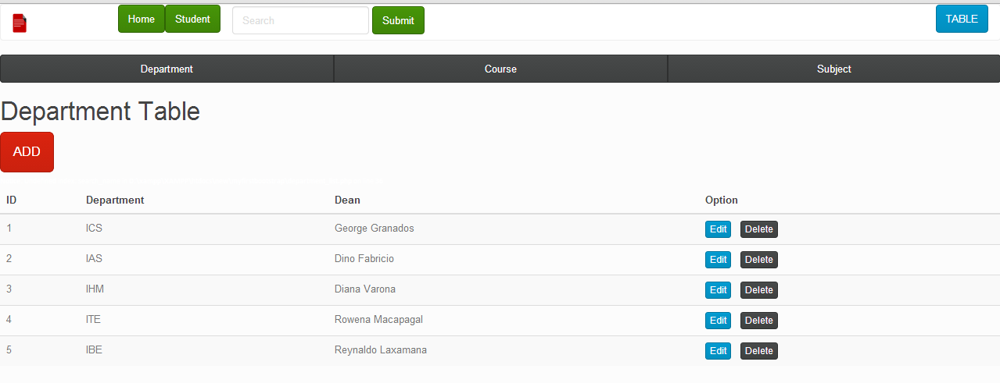 Home Student Search Submit TABLE
Department Course Subject
Department Table
ADD
ID Department Dean Option
1 ICS George Granados Edit Delete
2 IAS Dino Fabricio Edit Delete
3 IHM Diana Varona Edit Delete
4 ITE Rowena Macapagal Edit Delete
5 IBE Reynaldo Laxamana Edit Delete